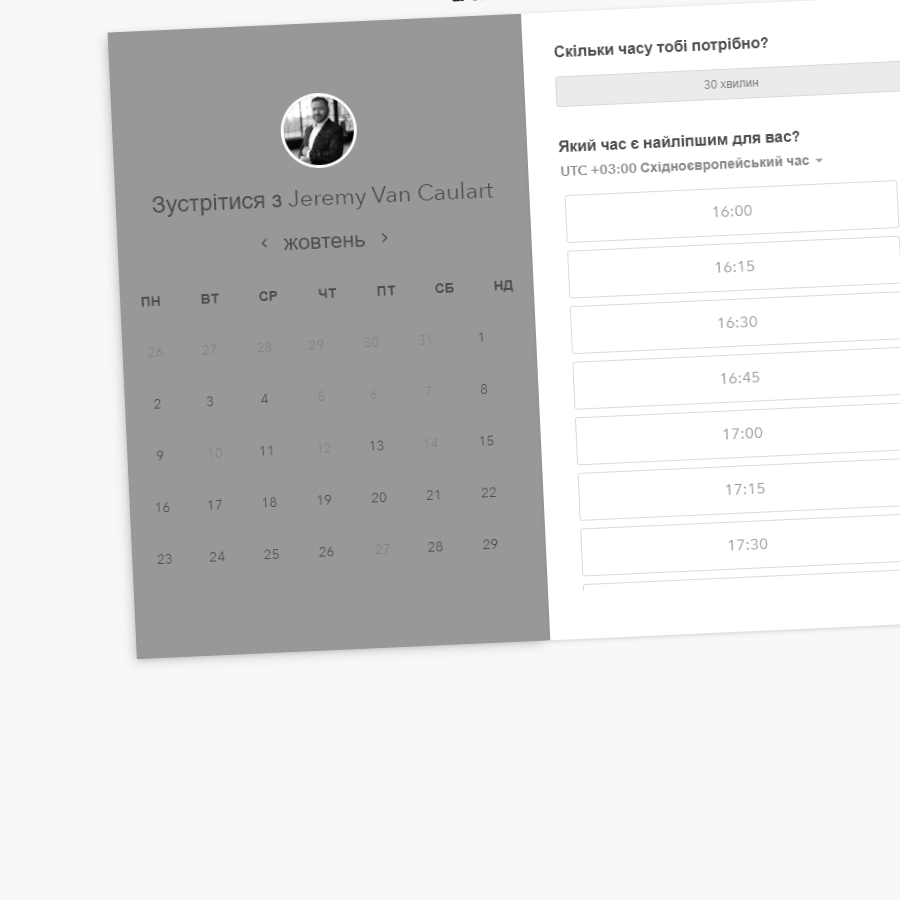 Зустрітися з Jeremy Van Caulart
‹ жовтень ›
ПН ВТ СР ЧТ ПТ СБ НД
26 27 28 29 30 31 1
2 3 4 5 6 7 8
9 10 11 12 13 14 15
16 17 18 19 20 21 22
23 24 25 26 27 28 29
Скільки часу тобі потрібно?
30 хвилин
Який час є найліпшим для вас?
UTC +03:00 Східноєвропейський час
16:00
16:15
16:30
16:45
17:00
17:15
17:30